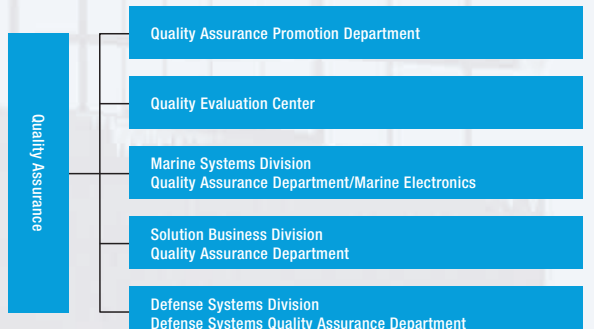 Quality Assurance
Quality Assurance Promotion Department
Quality Evaluation Center
Marine Systems Division
Quality Assurance Department/Marine Electronics
Solution Business Division
Quality Assurance Department
Defense Systems Division
Defense Systems Quality Assurance Department